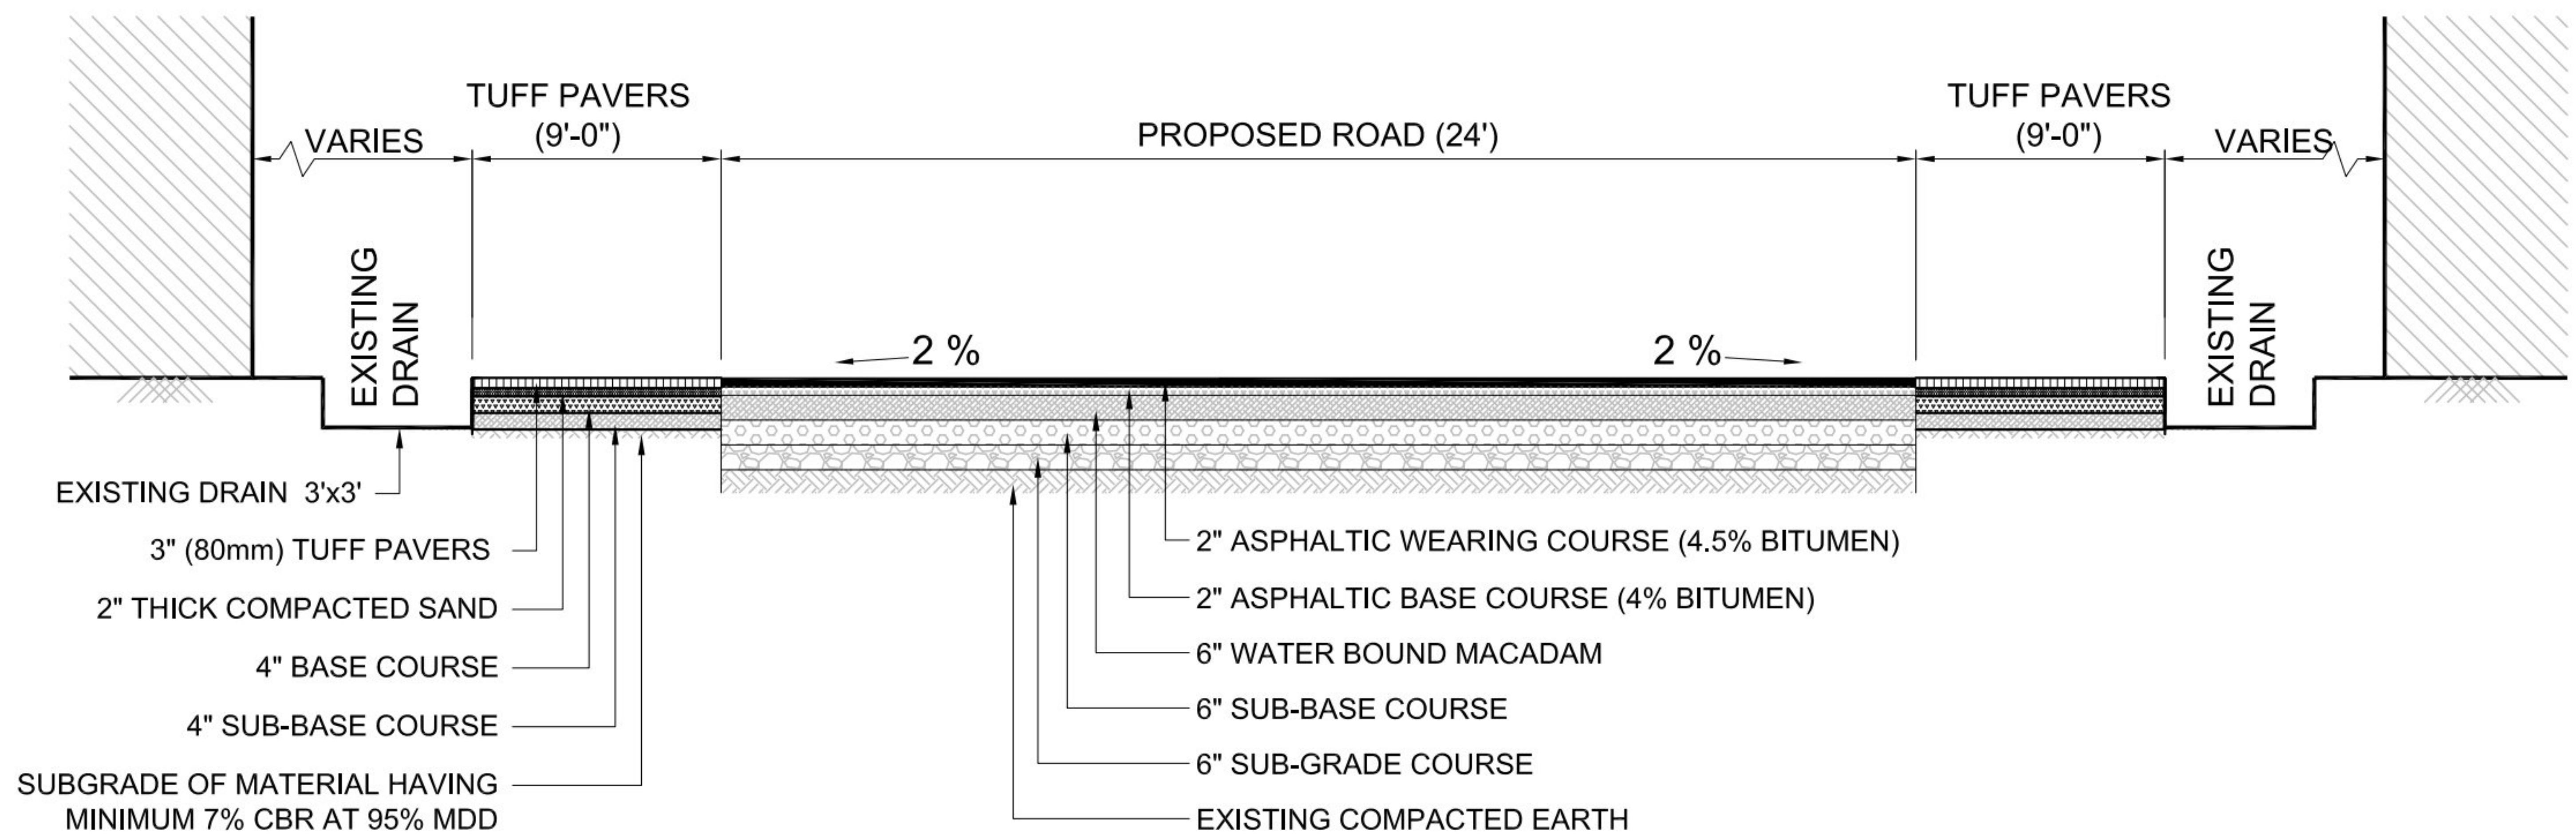 TUFF PAVERS
(9'-0")
VARIES
PROPOSED ROAD (24')
TUFF PAVERS
(9'-0")
VARIES
EXISTING
DRAIN
2 %
2 %
EXISTING
DRAIN
EXISTING DRAIN 3'x3'
3" (80mm) TUFF PAVERS
2" THICK COMPACTED SAND
4" BASE COURSE
4" SUB-BASE COURSE
SUBGRADE OF MATERIAL HAVING
MINIMUM 7% CBR AT 95% MDD
2" ASPHALTIC WEARING COURSE (4.5% BITUMEN)
2" ASPHALTIC BASE COURSE (4% BITUMEN)
6" WATER BOUND MACADAM
6" SUB-BASE COURSE
6" SUB-GRADE COURSE
EXISTING COMPACTED EARTH